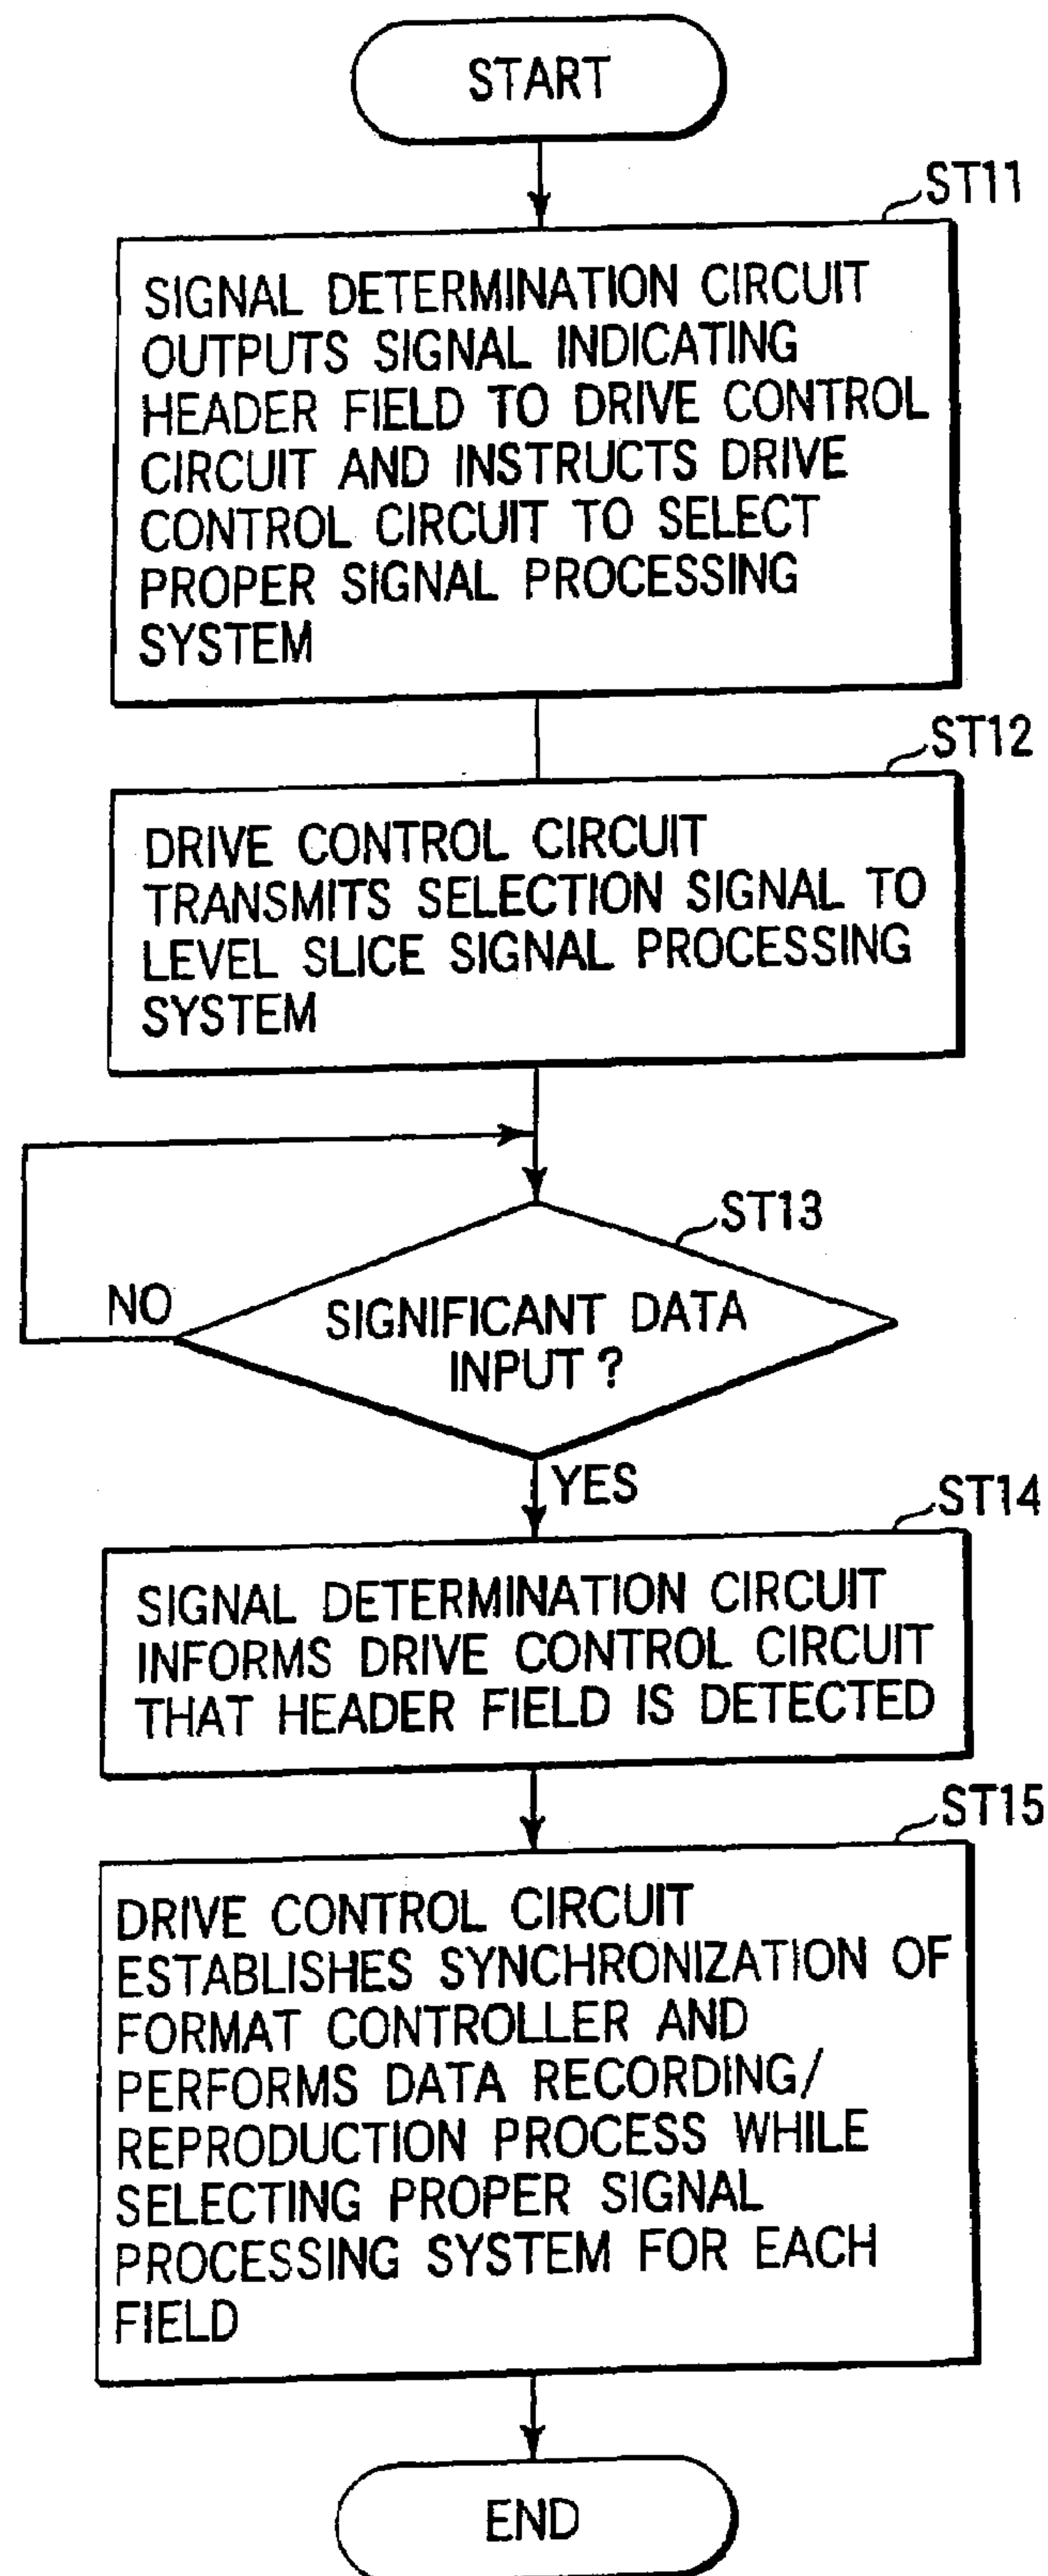 START
ST11
SIGNAL DETERMINATION CIRCUIT
OUTPUTS SIGNAL INDICATING
HEADER FIELD TO DRIVE CONTROL
CIRCUIT AND INSTRUCTS DRIVE
CONTROL CIRCUIT TO SELECT
PROPER SIGNAL PROCESSING
SYSTEM
ST12
DRIVE CONTROL CIRCUIT
TRANSMITS SELECTION SIGNAL TO
LEVEL SLICE SIGNAL PROCESSING
SYSTEM
ST13
NO
SIGNIFICANT DATA
INPUT ?
YES
ST14
SIGNAL DETERMINATION CIRCUIT
INFORMS DRIVE CONTROL CIRCUIT
THAT HEADER FIELD IS DETECTED
ST15
DRIVE CONTROL CIRCUIT
ESTABLISHES SYNCHRONIZATION OF
FORMAT CONTROLLER AND
PERFORMS DATA RECORDING/
REPRODUCTION PROCESS WHILE
SELECTING PROPER SIGNAL
PROCESSING SYSTEM FOR EACH
FIELD
END